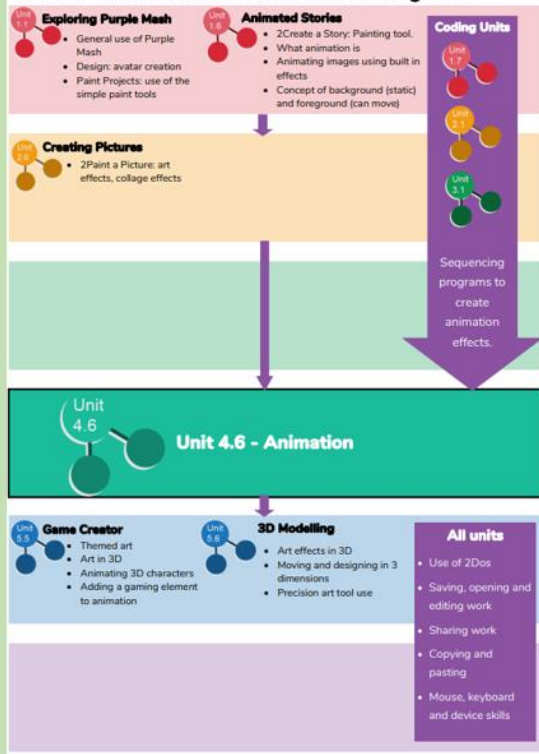 Unit
1.1
Exploring Purple Mash
• General use of Purple
Mash
• Design: avatar creation
• Paint Projects: use of the
simple paint tools
Unit
1.6
Animated Stories
• 2Create a Story: Painting tool.
• What animation is
• Animating images using built in
effects
• Concept of background (static)
and foreground (can move)
Coding Units
Unit
1.7
Unit
2.1
Unit
3.1
Sequencing
programs to
create
animation
effects.
Unit
Creating Pictures
• 2Paint a Picture: art
effects, collage effects
Unit
4.6
Unit 4.6 - Animation
Unit
5.5
Game Creator
• Themed art
• Art in 3D
• Animating 3D characters
• Adding a gaming element
to animation
Unit
5.6
3D Modelling
• Art effects in 3D
• Moving and designing in 3
dimensions
• Precision art tool use
All units
• Use of 2Dos
• Saving, opening and
editing work
• Sharing work
• Copying and
pasting
• Mouse, keyboard
and device skills